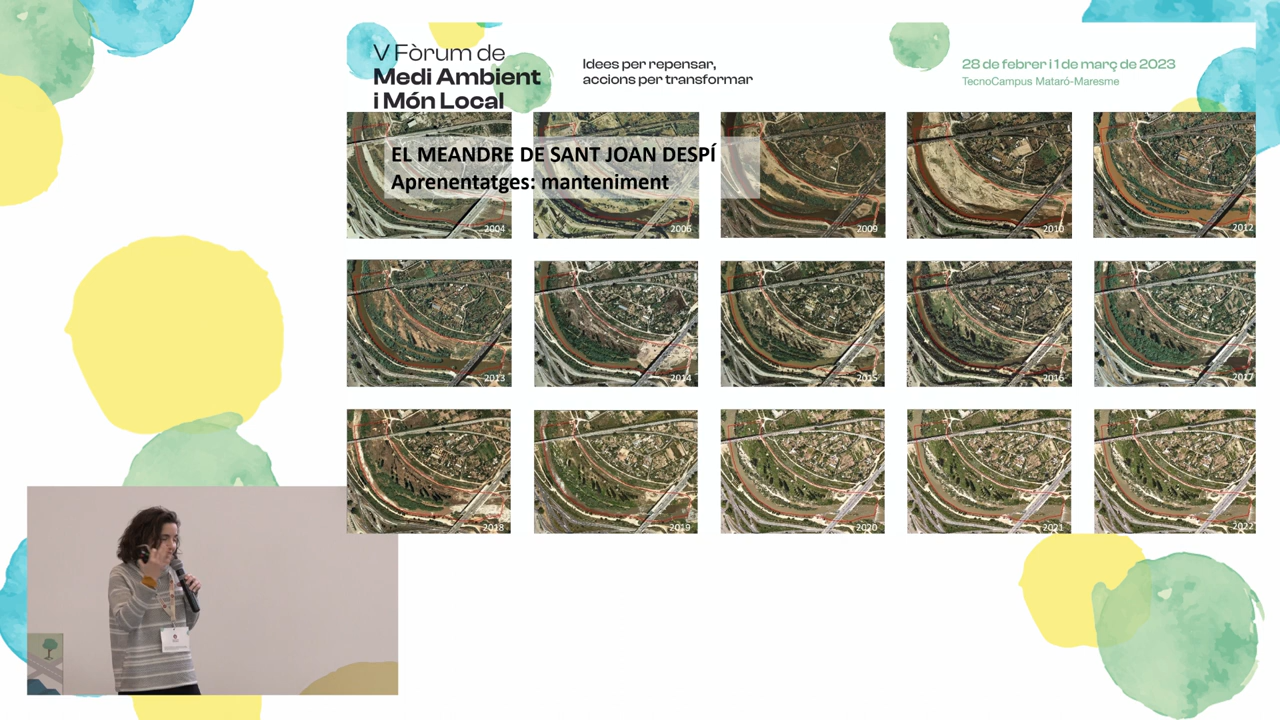 V Fòrum de
Medi Ambient
i Món Local
Idees per repensar,
accions per transformar
28 de febrer i 1 de març de 2023
TecnoCampus Mataró-Maresme
EL MEANDRE DE SANT JOAN DESPÍ
Aprenentatges: manteniment
2004
2006
2009
2010
2012
2013
2014
2015
2016
2017
2018
2019
2020
2021
2022